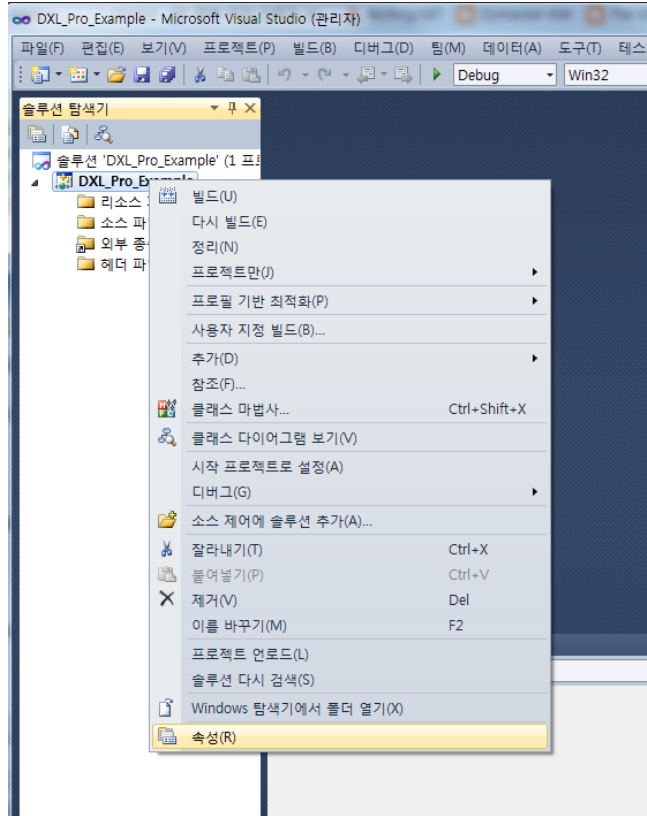 DXL_Pro_Example - Microsoft Visual Studio (관리자)
파일(F) 편집(E) 보기(V) 프로젝트(P) 빌드(B) 디버그(D) 팀(M) 데이터(A) 도구(T) 테스
Debug Win32
솔루션 탐색기
솔루션 'DXL_Pro_Example' (1 프로
DXL_Pro_Example
리소스
소스 파
외부 종
헤더 파
빌드(U)
다시 빌드(E)
정리(N)
프로젝트만(J)
프로필 기반 최적화(P)
사용자 지정 빌드(B)...
추가(D)
참조(F)...
클래스 마법사... Ctrl+Shift+X
클래스 다이어그램 보기(V)
시작 프로젝트로 설정(A)
디버그(G)
소스 제어에 솔루션 추가(A)...
잘라내기(T) Ctrl+X
붙여넣기(P) Ctrl+V
제거(V) Del
이름 바꾸기(M) F2
프로젝트 언로드(L)
솔루션 다시 검색(S)
Windows 탐색기에서 폴더 열기(X)
속성(R)